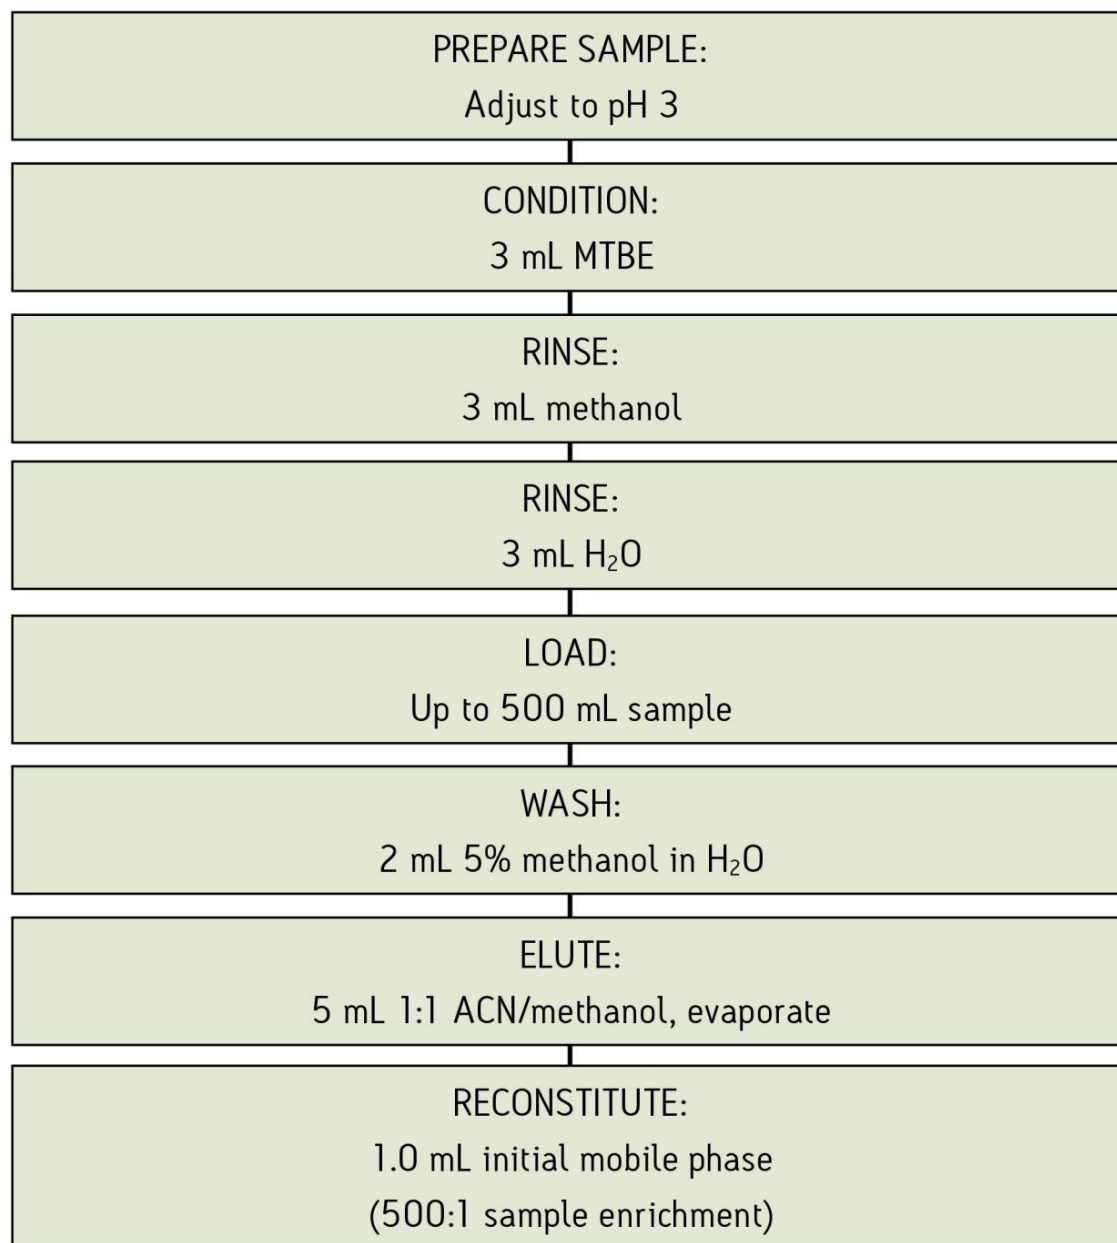 PREPARE SAMPLE:
Adjust to pH 3
CONDITION:
3 mL MTBE
RINSE:
3 mL methanol
RINSE:
3 mL H₂O
LOAD:
Up to 500 mL sample
WASH:
2 mL 5% methanol in H₂O
ELUTE:
5 mL 1:1 ACN/methanol, evaporate
RECONSTITUTE:
1.0 mL initial mobile phase
(500:1 sample enrichment)